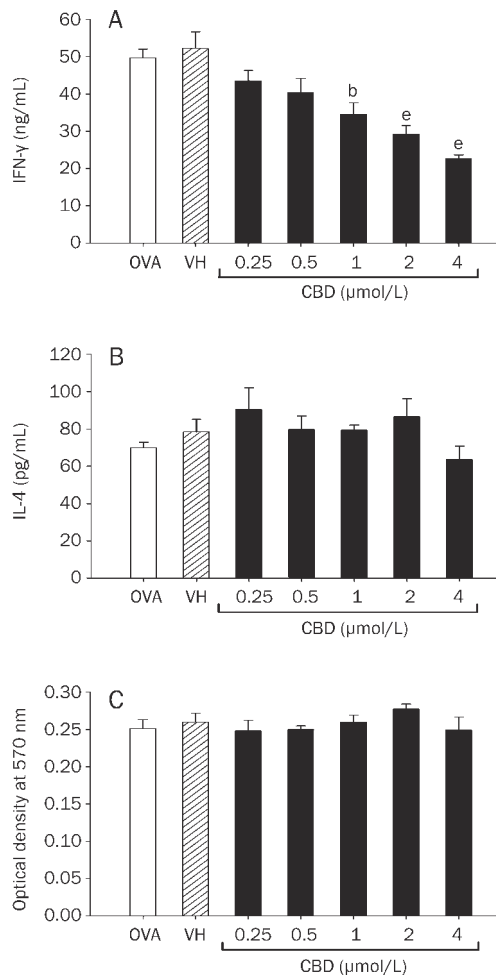 A
60
50
40
30
20
10
0
IFN-γ (ng/mL)
b
e
e
OVA VH 0.25 0.5 1 2 4
CBD (μmol/L)
B
120
100
80
60
40
20
0
IL-4 (pg/mL)
OVA VH 0.25 0.5 1 2 4
CBD (μmol/L)
C
0.30
0.25
0.20
0.15
0.10
0.05
0.00
Optical density at 570 nm
OVA VH 0.25 0.5 1 2 4
CBD (μmol/L)